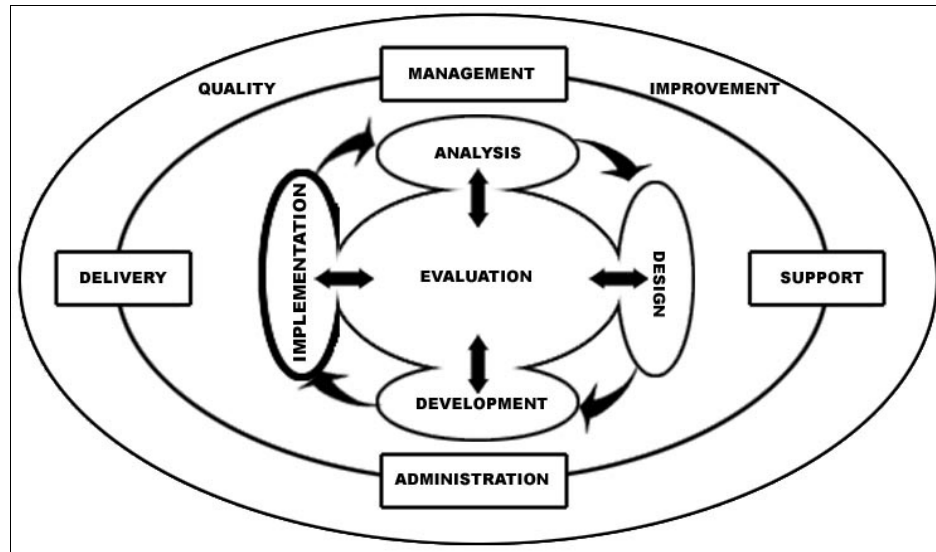 MANAGEMENT
QUALITY
IMPROVEMENT
ANALYSIS
IMPLEMENTATION
DELIVERY
EVALUATION
DESIGN
SUPPORT
DEVELOPMENT
ADMINISTRATION